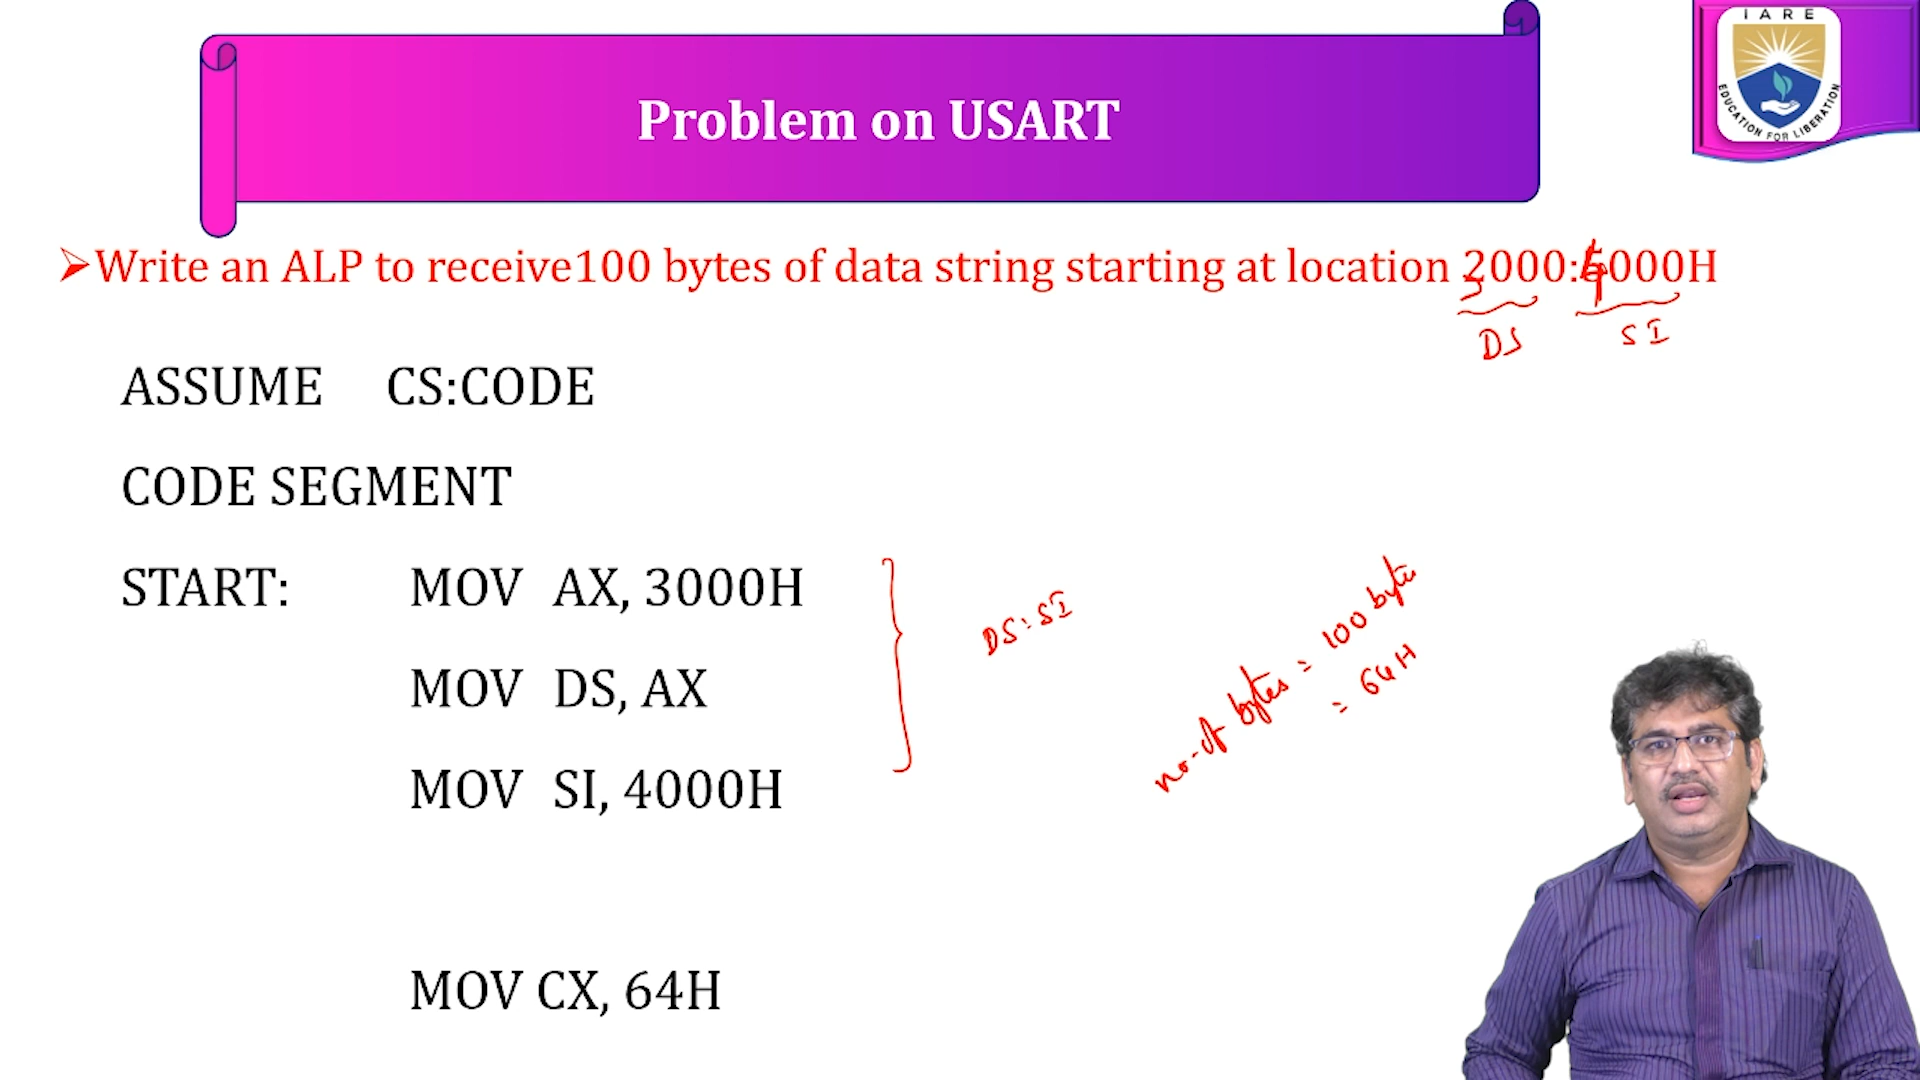 IARE
EDUCATION FOR LIBERATION
Problem on USART
➢Write an ALP to receive100 bytes of data string starting at location 2000:5000H
DS
SI
ASSUME CS:CODE
CODE SEGMENT
START: MOV AX, 3000H
MOV DS, AX
MOV SI, 4000H
DS:SI
no-of bytes = 100 bytes
= 64H
MOV CX, 64H